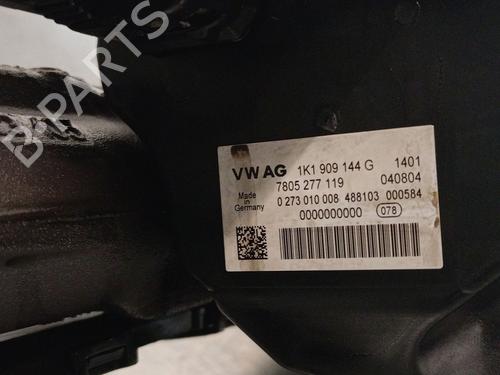 B-PARTS
VW AG 1K1 909 144 G 1401
7805 277 119 040804
Made in Germany 0 273 010 008 488103 000584
0000000000 078